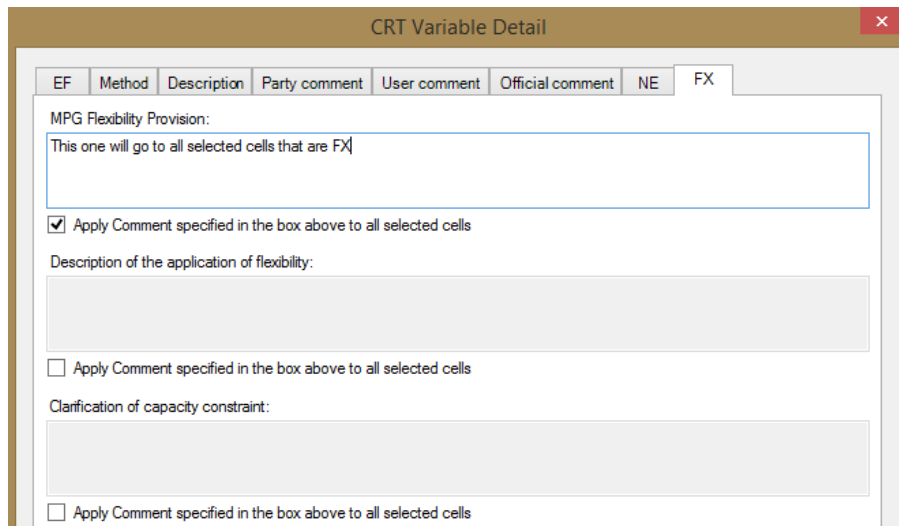 CRT Variable Detail
EF Method Description Party comment User comment Official comment NE FX
MPG Flexibility Provision:
This one will go to all selected cells that are FX
Apply Comment specified in the box above to all selected cells
Description of the application of flexibility:
Apply Comment specified in the box above to all selected cells
Clarification of capacity constraint:
Apply Comment specified in the box above to all selected cells